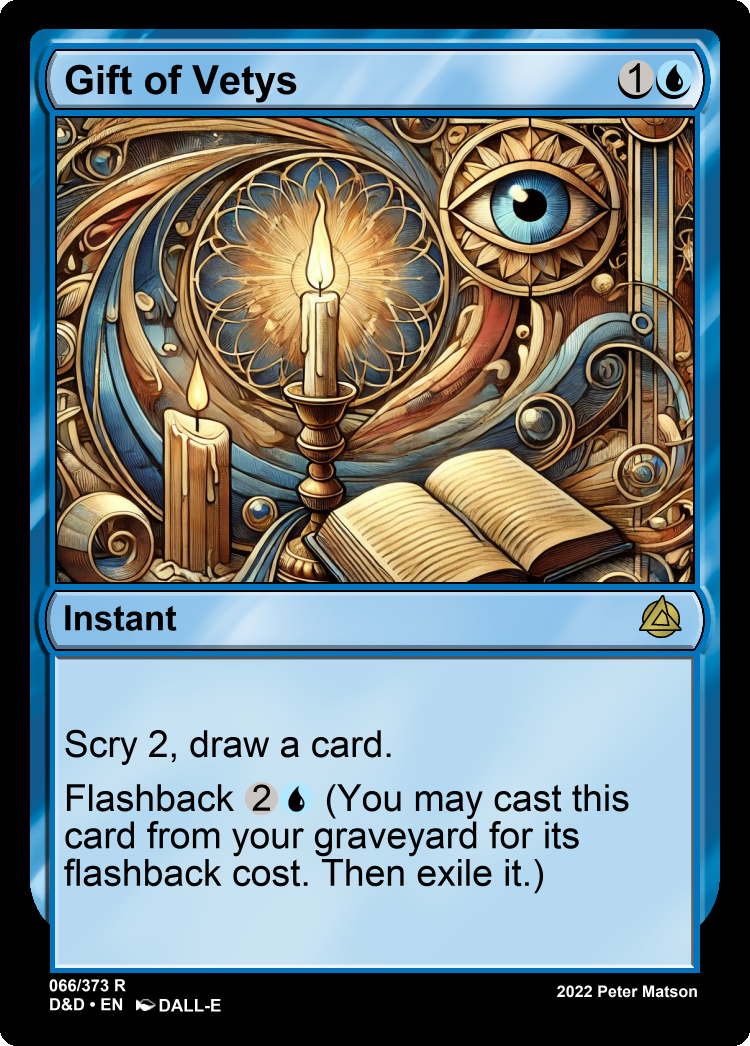 Gift of Vetys 1
Instant
Scry 2, draw a card.
Flashback 2 (You may cast this
card from your graveyard for its
flashback cost. Then exile it.)
066/373 R
D&D • EN DALL-E
2022 Peter Matson